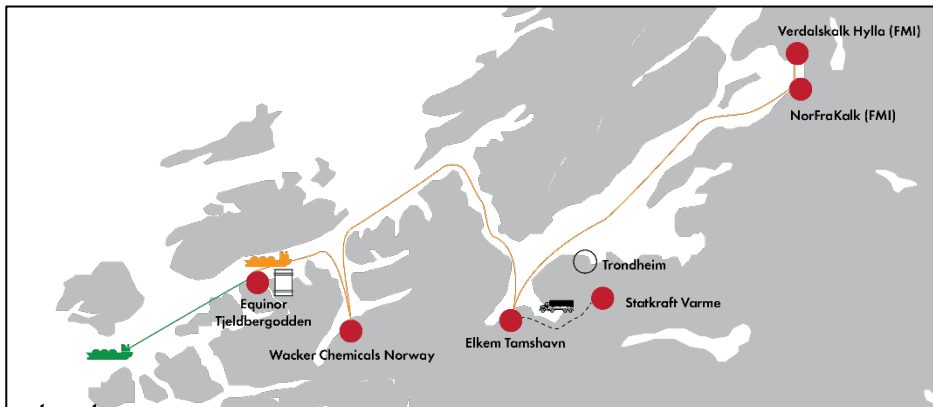 Verdalskalk Hylla (FMI)
NorFraKalk (FMI)
Trondheim
Statkraft Varme
Equinor
Tjeldbergodden
Elkem Tamshavn
Wacker Chemicals Norway